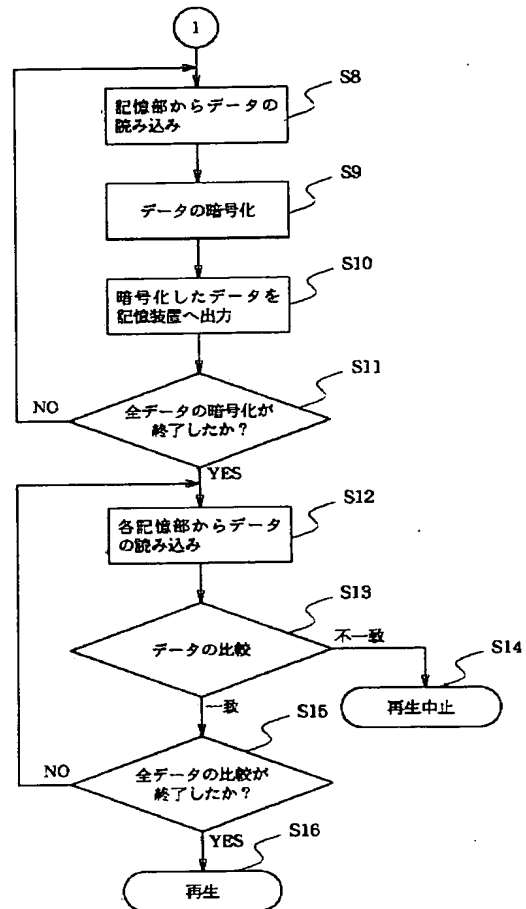 1
S8
記憶部からデータの
読み込み
S9
データの暗号化
S10
暗号化したデータを
記憶装置へ出力
S11
NO
全データの暗号化が
終了したか？
YES
S12
各記憶部からデータ
の読み込み
S13
データの比較
不一致
S14
再生中止
一致
S15
NO
全データの比較が
終了したか？
YES
S16
再生